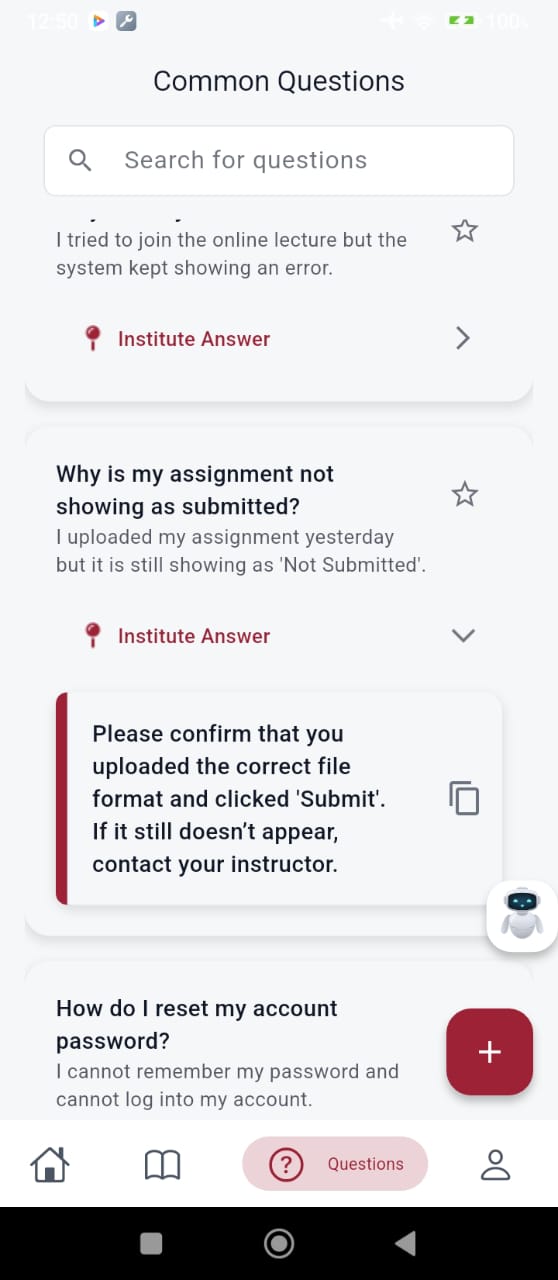 12:50
100%
Common Questions
Search for questions
I tried to join the online lecture but the
system kept showing an error.
Institute Answer
Why is my assignment not
showing as submitted?
I uploaded my assignment yesterday
but it is still showing as 'Not Submitted'.
Institute Answer
Please confirm that you
uploaded the correct file
format and clicked 'Submit'.
If it still doesn’t appear,
contact your instructor.
How do I reset my account
password?
I cannot remember my password and
cannot log into my account.
Questions